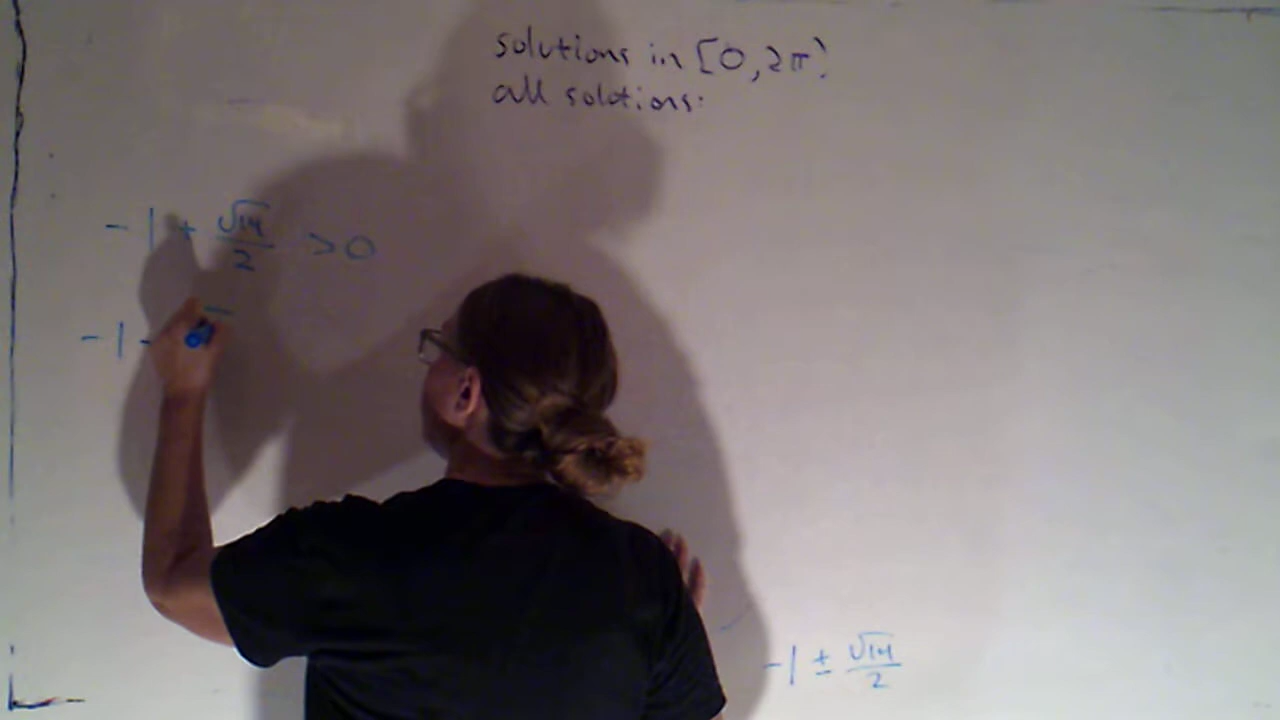 solutions in [0, 2π)
all solutions:
-1 + √14/2 > 0
-1 -
-1 ± √14/2